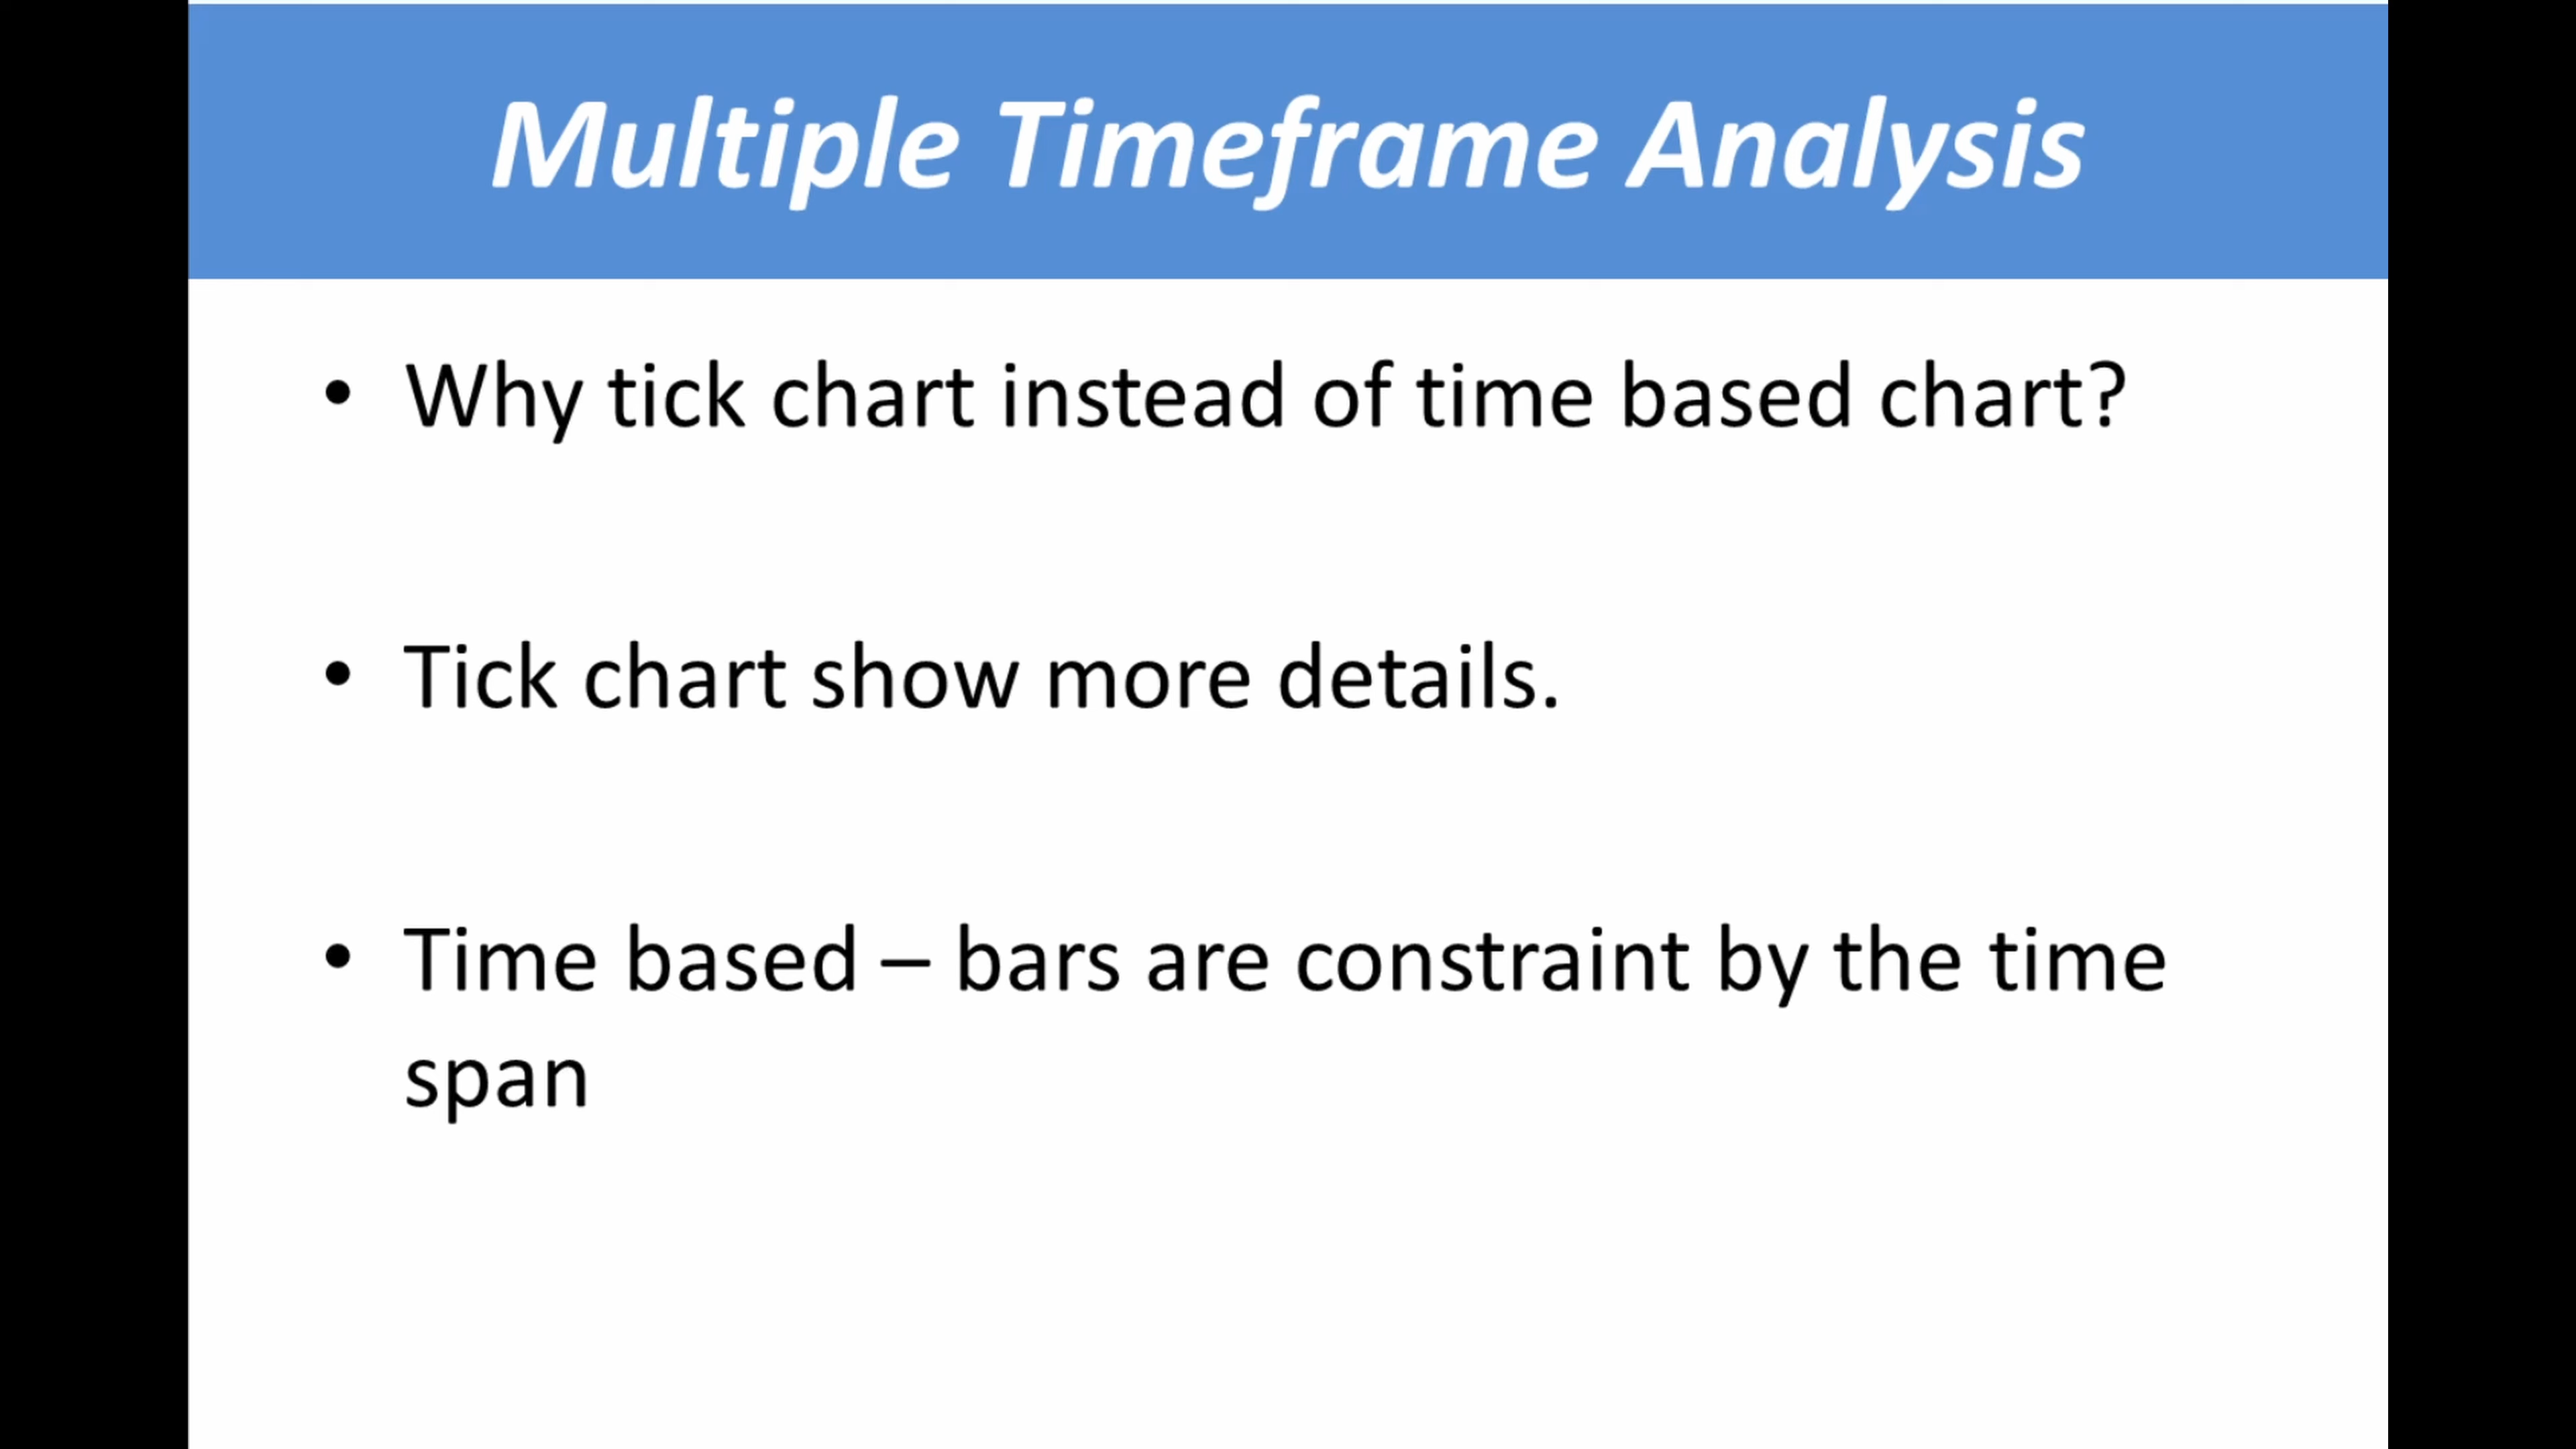 Multiple Timeframe Analysis
• Why tick chart instead of time based chart?
• Tick chart show more details.
• Time based – bars are constraint by the time
span